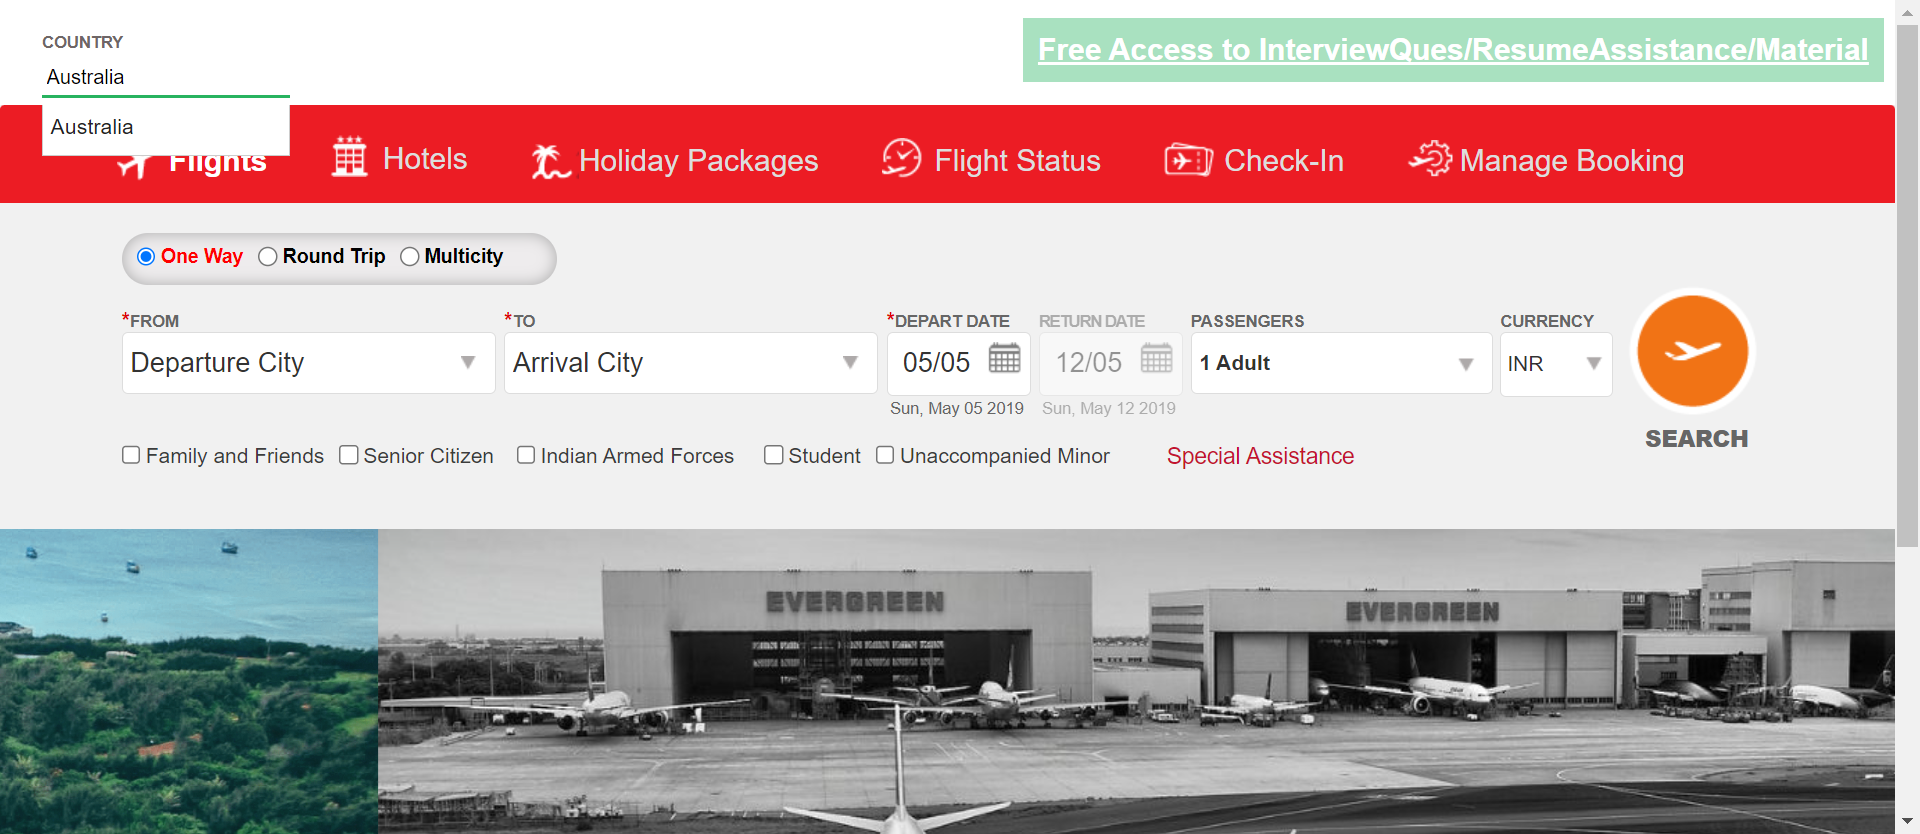 COUNTRY
Free Access to InterviewQues/ResumeAssistance/Material
Australia
Australia
Flights
Hotels
Holiday Packages
Flight Status
Check-In
Manage Booking
One Way
Round Trip
Multicity
*FROM
*TO
*DEPART DATE
RETURN DATE
PASSENGERS
CURRENCY
Departure City
Arrival City
05/05
12/05
1 Adult
INR
Sun, May 05 2019
Sun, May 12 2019
SEARCH
Family and Friends
Senior Citizen
Indian Armed Forces
Student
Unaccompanied Minor
Special Assistance
EVERGREEN
EVERGREEN